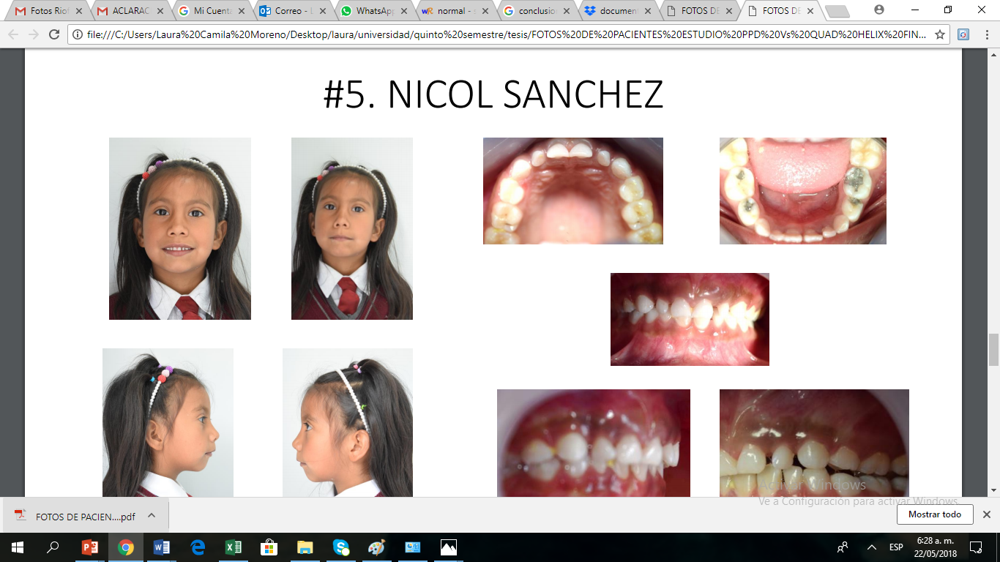 Fotos Riof
ACLARAC
Mi Cuenta
Correo - L
WhatsApp
normal - s
conclusion
document
FOTOS DE
FOTOS DE
file:///C:/Users/Laura%20Camila%20Moreno/Desktop/laura/universidad/quinto%20semestre/tesis/FOTOS%20DE%20PACIENTES%20ESTUDIO%20PPD%20Vs%20QUAD%20HELIX%20FIN...
#5. NICOL SANCHEZ
Activar Windows
Ve a Configuración para activar Windows.
FOTOS DE PACIEN....pdf
Mostrar todo
ESP
6:28 a. m.
22/05/2018